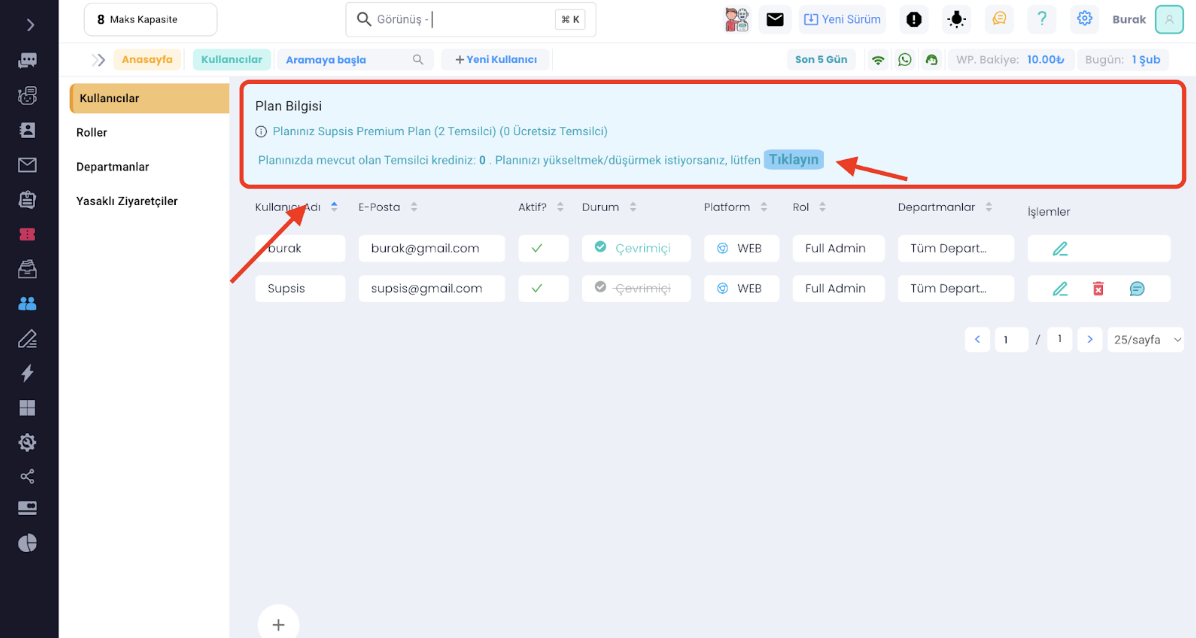 8 Maks Kapasite
Görünüş -
⌘ K
Yeni Sürüm
Burak
Anasayfa
Kullanıcılar
Aramaya başla
+ Yeni Kullanıcı
Son 5 Gün
WP. Bakiye: 10.00₺
Bugün: 1 Şub
Kullanıcılar
Roller
Departmanlar
Yasaklı Ziyaretçiler
Plan Bilgisi
Planınız Supsis Premium Plan (2 Temsilci) (0 Ücretsiz Temsilci)
Planınızda mevcut olan Temsilci krediniz: 0 . Planınızı yükseltmek/düşürmek istiyorsanız, lütfen Tıklayın
Kullanıcı Adı E-Posta Aktif? Durum Platform Rol Departmanlar İşlemler
burak burak@gmail.com Çevrimiçi WEB Full Admin Tüm Depart...
Supsis supsis@gmail.com Çevrimiçi WEB Full Admin Tüm Depart...
< 1 / 1 > 25/sayfa
+